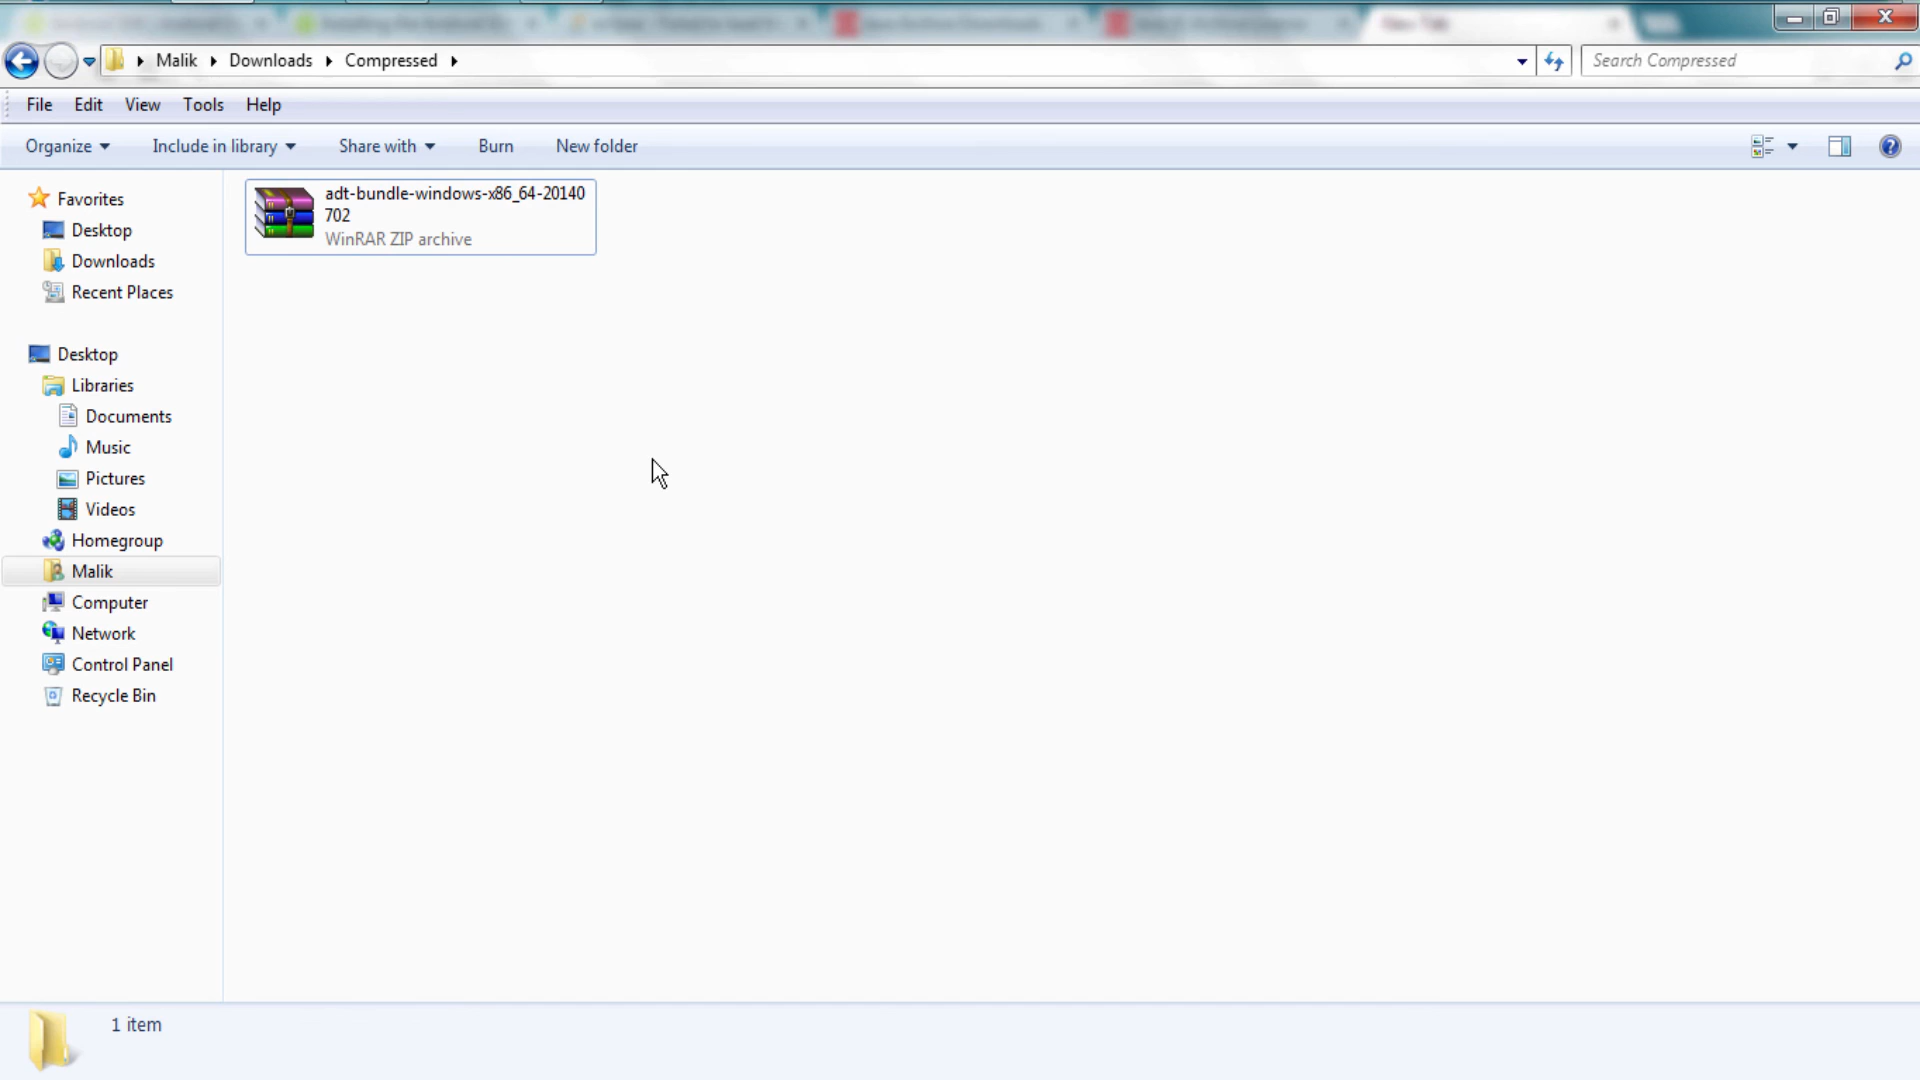 Malik Downloads Compressed
Search Compressed
File Edit View Tools Help
Organize Include in library Share with Burn New folder
Favorites
Desktop
Downloads
Recent Places
Desktop
Libraries
Documents
Music
Pictures
Videos
Homegroup
Malik
Computer
Network
Control Panel
Recycle Bin
adt-bundle-windows-x86_64-20140
702
WinRAR ZIP archive
1 item